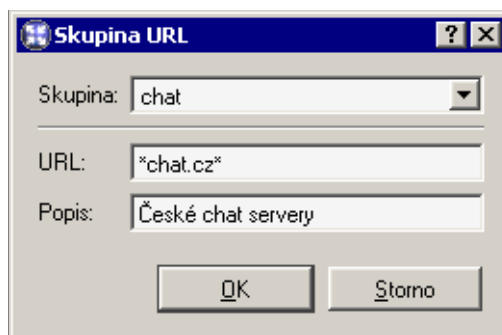 Skupina URL
Skupina: chat
URL: *chat.cz*
Popis: České chat servery
OK Storno